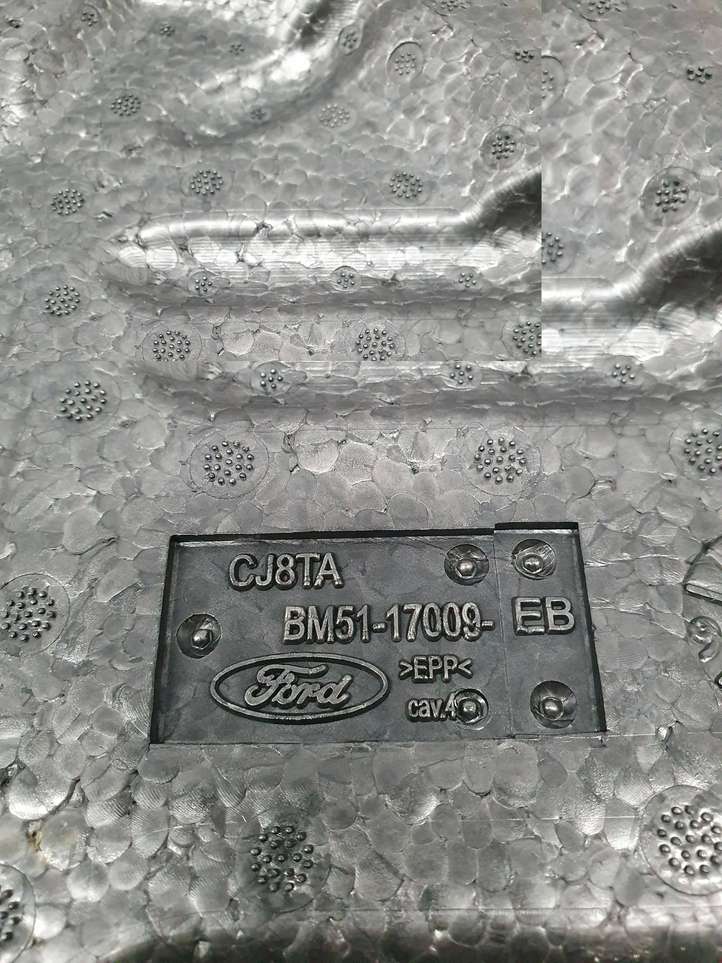 CJ8TA
BM51-17009- EB
Ford
>EPP<
cav.4